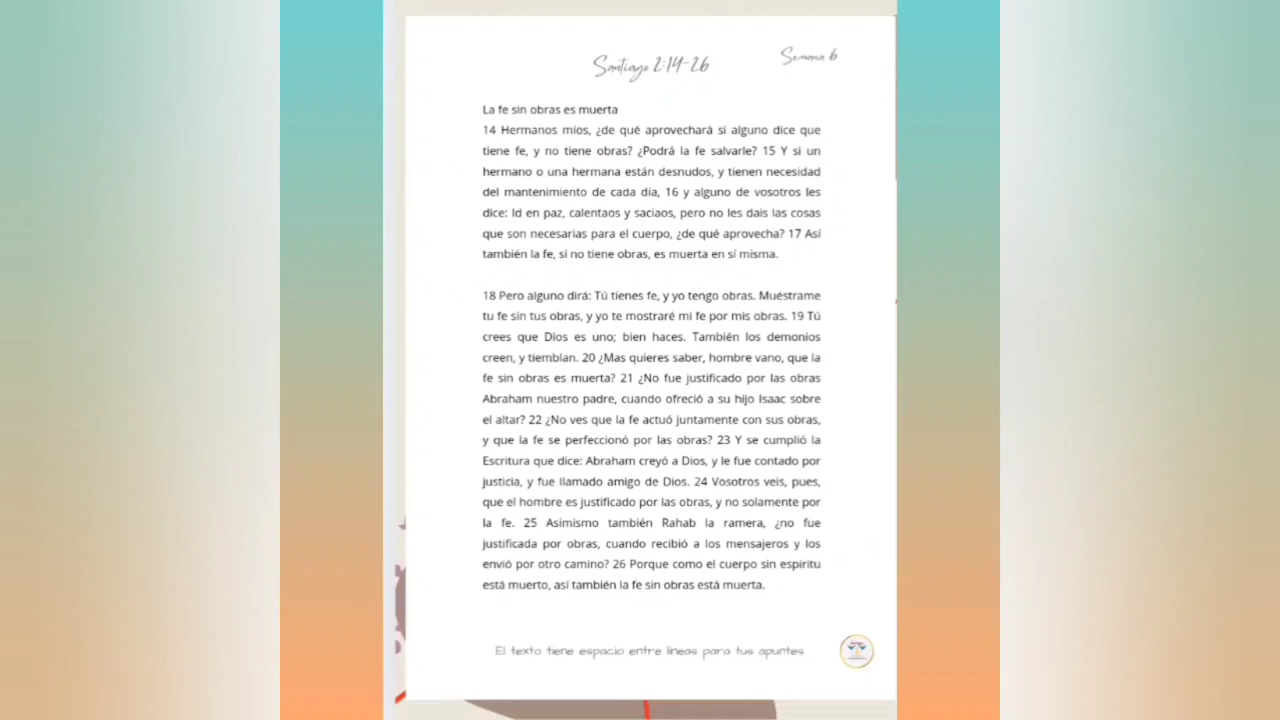 Santiago 2:14-26
Semana 6
La fe sin obras es muerta
14 Hermanos míos, ¿de qué aprovechará si alguno dice que
tiene fe, y no tiene obras? ¿Podrá la fe salvarle? 15 Y si un
hermano o una hermana están desnudos, y tienen necesidad
del mantenimiento de cada día, 16 y alguno de vosotros les
dice: Id en paz, calentaos y saciaos, pero no les dais las cosas
que son necesarias para el cuerpo, ¿de qué aprovecha? 17 Así
también la fe, si no tiene obras, es muerta en sí misma.
18 Pero alguno dirá: Tú tienes fe, y yo tengo obras. Muéstrame
tu fe sin tus obras, y yo te mostraré mi fe por mis obras. 19 Tú
crees que Dios es uno; bien haces. También los demonios
creen, y tiemblan. 20 ¿Mas quieres saber, hombre vano, que la
fe sin obras es muerta? 21 ¿No fue justificado por las obras
Abraham nuestro padre, cuando ofreció a su hijo Isaac sobre
el altar? 22 ¿No ves que la fe actuó juntamente con sus obras,
y que la fe se perfeccionó por las obras? 23 Y se cumplió la
Escritura que dice: Abraham creyó a Dios, y le fue contado por
justicia, y fue llamado amigo de Dios. 24 Vosotros veis, pues,
que el hombre es justificado por las obras, y no solamente por
la fe. 25 Asimismo también Rahab la ramera, ¿no fue
justificada por obras, cuando recibió a los mensajeros y los
envió por otro camino? 26 Porque como el cuerpo sin espíritu
está muerto, así también la fe sin obras está muerta.
El texto tiene espacio entre lineas para tus apuntes